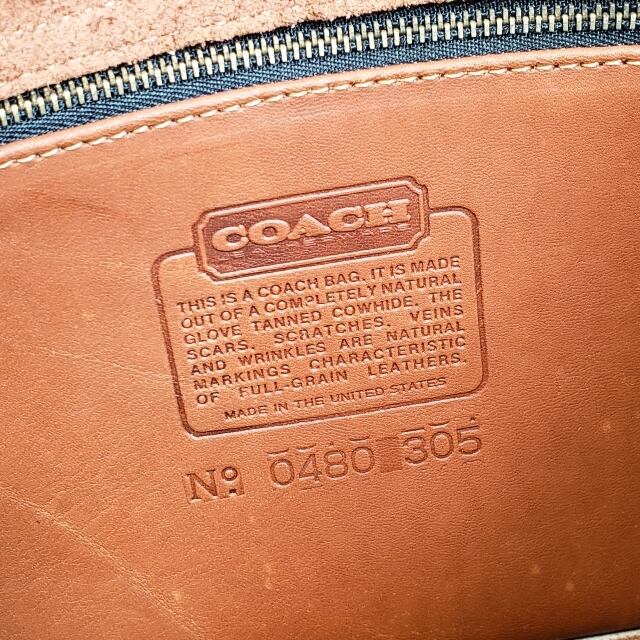 COACH
THIS IS A COACH BAG. IT IS MADE
OUT OF A COMPLETELY NATURAL
GLOVE TANNED COWHIDE. THE
SCARS, SCRATCHES, VEINS
AND WRINKLES ARE NATURAL
MARKINGS CHARACTERISTIC
OF FULL-GRAIN LEATHERS.
MADE IN THE UNITED STATES
No. 0480 305